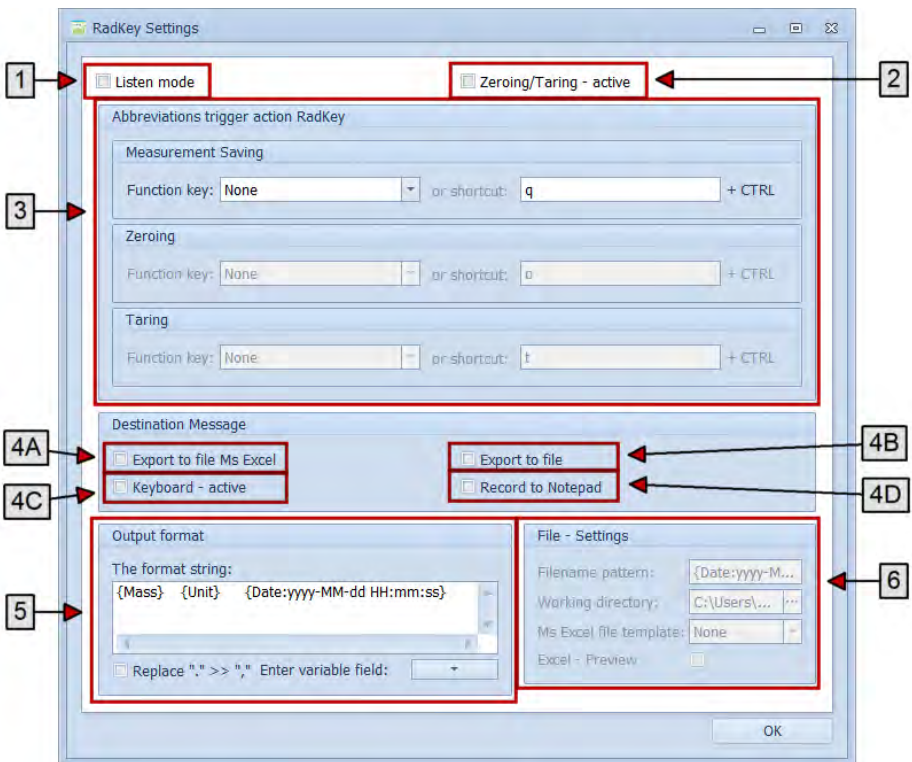 RadKey Settings
1
Listen mode
Zeroing/Taring - active
2
3
Abbreviations trigger action RadKey
Measurement Saving
Function key: None or shortcut: q + CTRL
Zeroing
Function key: None or shortcut: o + CTRL
Taring
Function key: None or shortcut: t + CTRL
Destination Message
4A
Export to file Ms Excel
Export to file
4B
4C
Keyboard - active
Record to Notepad
4D
5
Output format
The format string:
{Mass} {Unit} {Date:yyyy-MM-dd HH:mm:ss}
Replace "." >> "," Enter variable field:
File - Settings
6
Filename pattern: {Date:yyyy-M...
Working directory: C:\Users\... ...
Ms Excel file template: None
Excel - Preview
OK